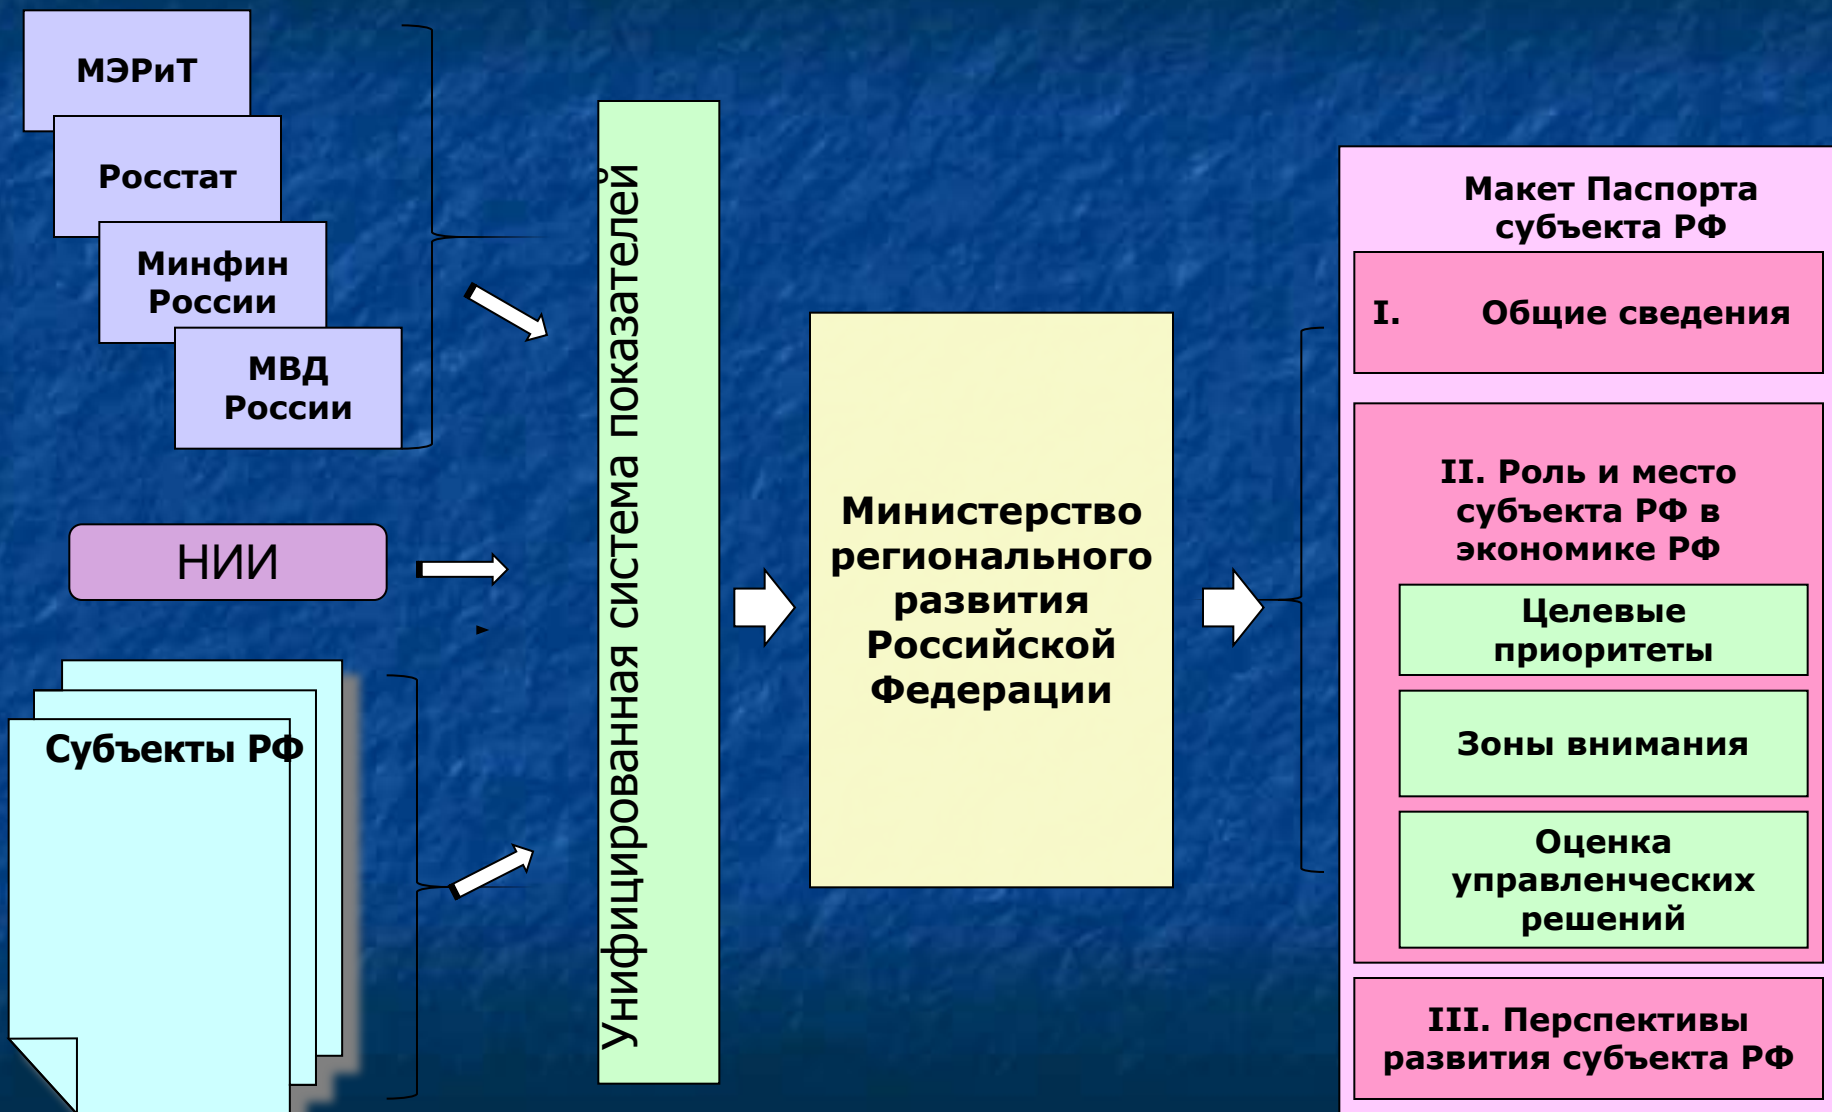 МЭРиТ
Росстат
Минфин
России
МВД
России
НИИ
Субъекты РФ
Унифицированная система показателей
Министерство
регионального
развития
Российской
Федерации
Макет Паспорта
субъекта РФ
I. Общие сведения
II. Роль и место
субъекта РФ в
экономике РФ
Целевые
приоритеты
Зоны внимания
Оценка
управленческих
решений
III. Перспективы
развития субъекта РФ